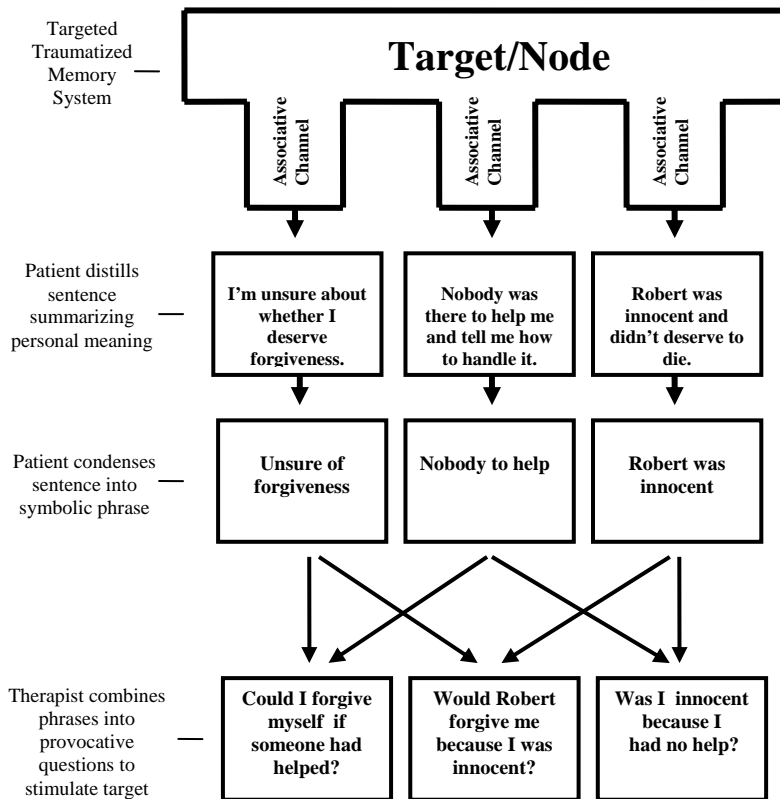 Targeted
Traumatized
Memory
System
Target/Node
Associative
Channel
Associative
Channel
Associative
Channel
Patient distills
sentence
summarizing
personal meaning
I'm unsure about
whether I
deserve
forgiveness.
Nobody was
there to help me
and tell me how
to handle it.
Robert was
innocent and
didn't deserve to
die.
Patient condenses
sentence into
symbolic phrase
Unsure of
forgiveness
Nobody to help
Robert was
innocent
Therapist combines
phrases into
provocative
questions to
stimulate target
Could I forgive
myself if
someone had
helped?
Would Robert
forgive me
because I was
innocent?
Was I innocent
because I
had no help?